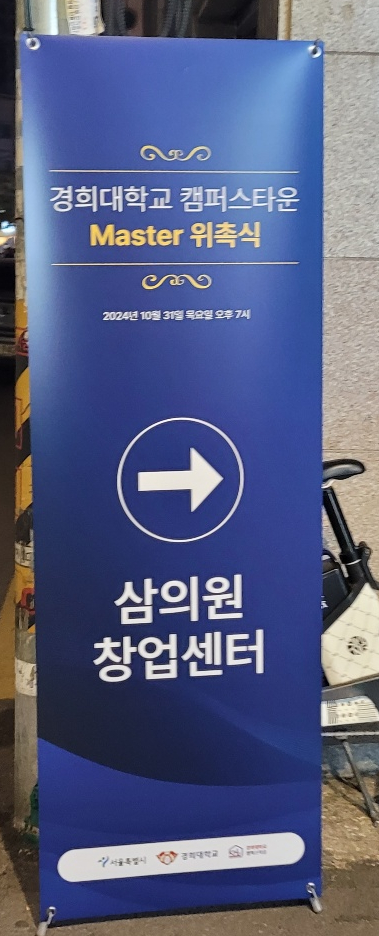 경희대학교 캠퍼스타운
Master 위촉식
2024년 10월 31일 목요일 오후 7시
삼의원
창업센터
서울특별시
경희대학교